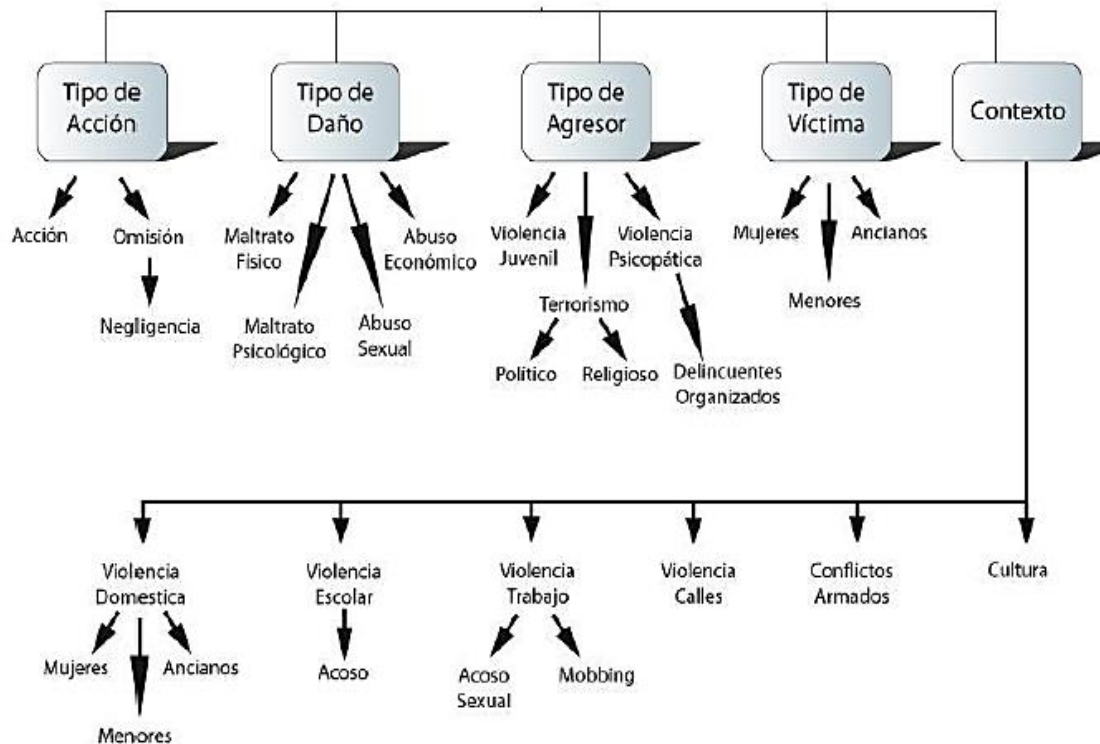 Tipo de
Acción
Tipo de
Daño
Tipo de
Agresor
Tipo de
Víctima
Contexto
Acción
Omisión
Negligencia
Maltrato
Físico
Abuso
Económico
Maltrato
Psicológico
Abuso
Sexual
Violencia
Juvenil
Violencia
Psicopática
Terrorismo
Político
Religioso
Delincuentes
Organizados
Mujeres
Ancianos
Menores
Violencia
Domestica
Violencia
Escolar
Violencia
Trabajo
Violencia
Calles
Conflictos
Armados
Cultura
Mujeres
Ancianos
Menores
Acoso
Acoso
Sexual
Mobbing